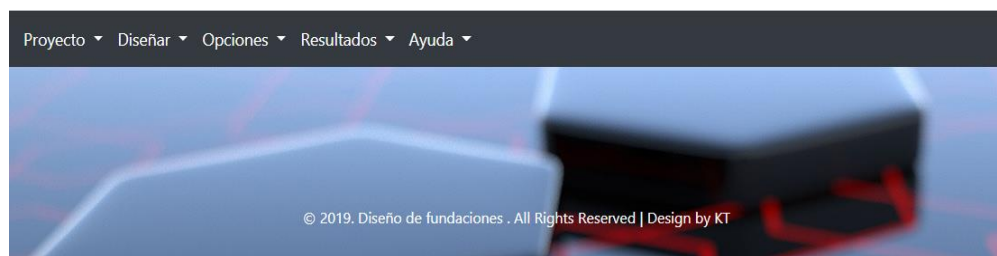 Proyecto Diseñar Opciones Resultados Ayuda
© 2019. Diseño de fundaciones . All Rights Reserved | Design by KT